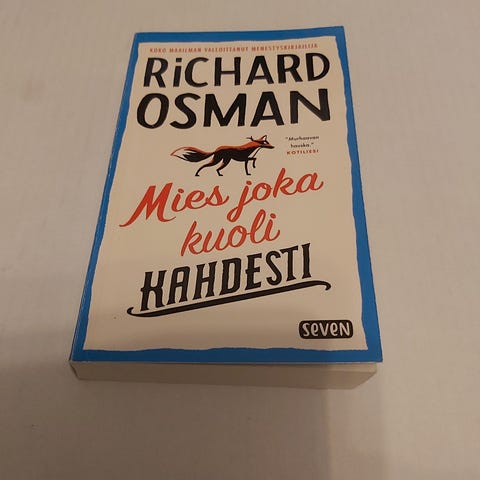 KOKO MAAILMAN VALLOITTANUT MENESTYSKIRJAILIJA
RiCHARD
OSMAN
"Murhaavan
hauska."
KOTILIESI
Mies joka
kuoli
KAHDESTI
SEVEN